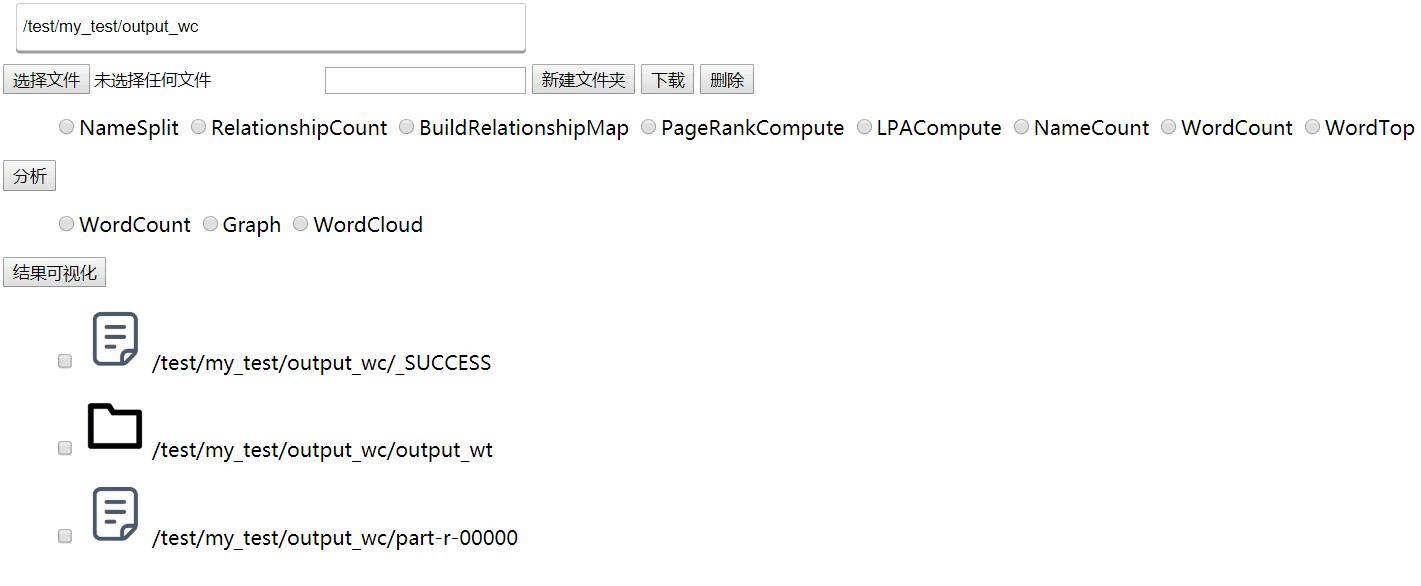 /test/my_test/output_wc
选择文件 未选择任何文件 新建文件夹 下载 删除
NameSplit RelationshipCount BuildRelationshipMap PageRankCompute LPACompute NameCount WordCount WordTop
分析
WordCount Graph WordCloud
结果可视化
/test/my_test/output_wc/_SUCCESS
/test/my_test/output_wc/output_wt
/test/my_test/output_wc/part-r-00000